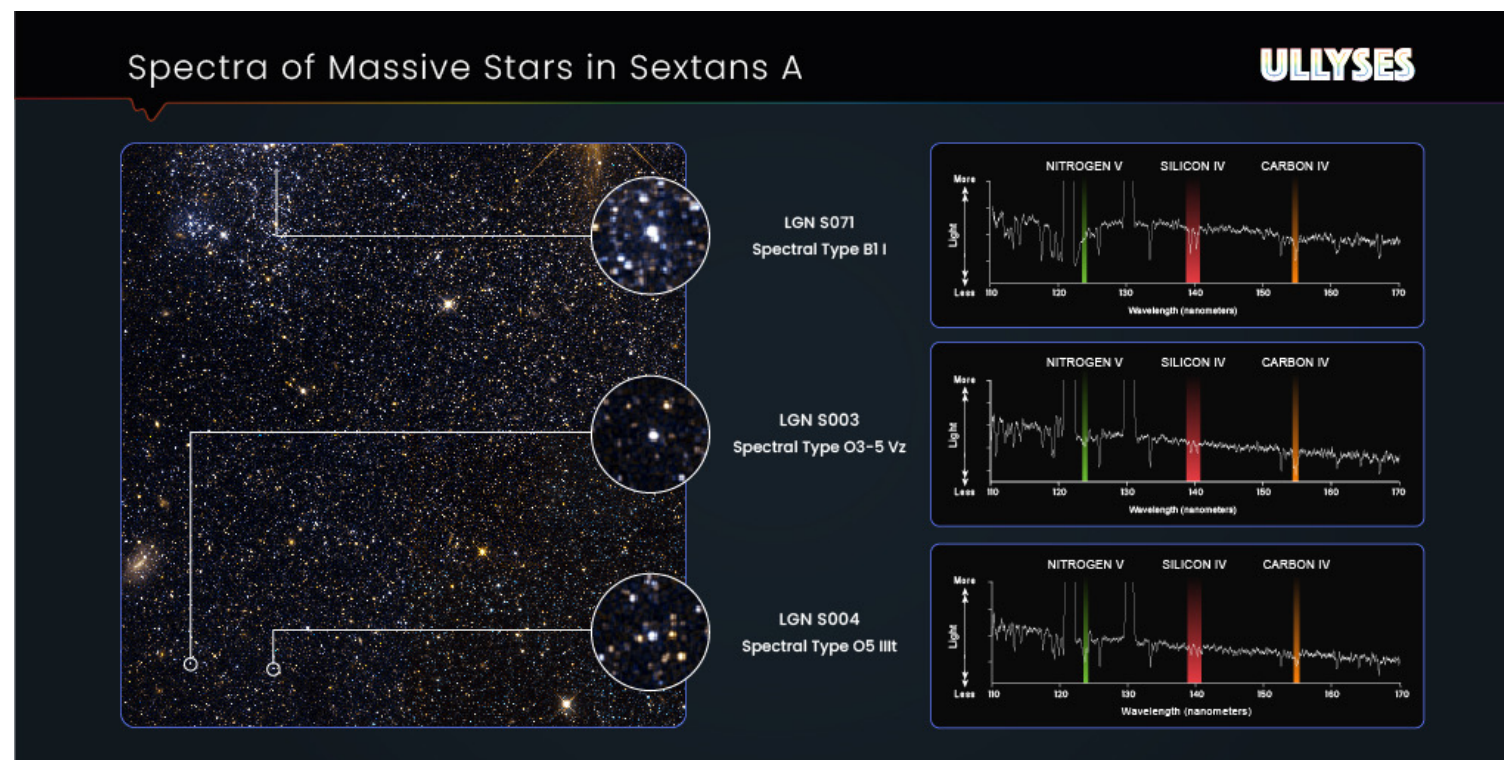 Spectra of Massive Stars in Sextans A
ULLYSES
LGN S071
Spectral Type B1 I
NITROGEN V SILICON IV CARBON IV
More
Light
Less
110 120 130 140 150 160 170
Wavelength (nanometers)
LGN S003
Spectral Type O3-5 Vz
NITROGEN V SILICON IV CARBON IV
More
Light
Less
110 120 130 140 150 160 170
Wavelength (nanometers)
LGN S004
Spectral Type O5 IIIt
NITROGEN V SILICON IV CARBON IV
More
Light
Less
110 120 130 140 150 160 170
Wavelength (nanometers)